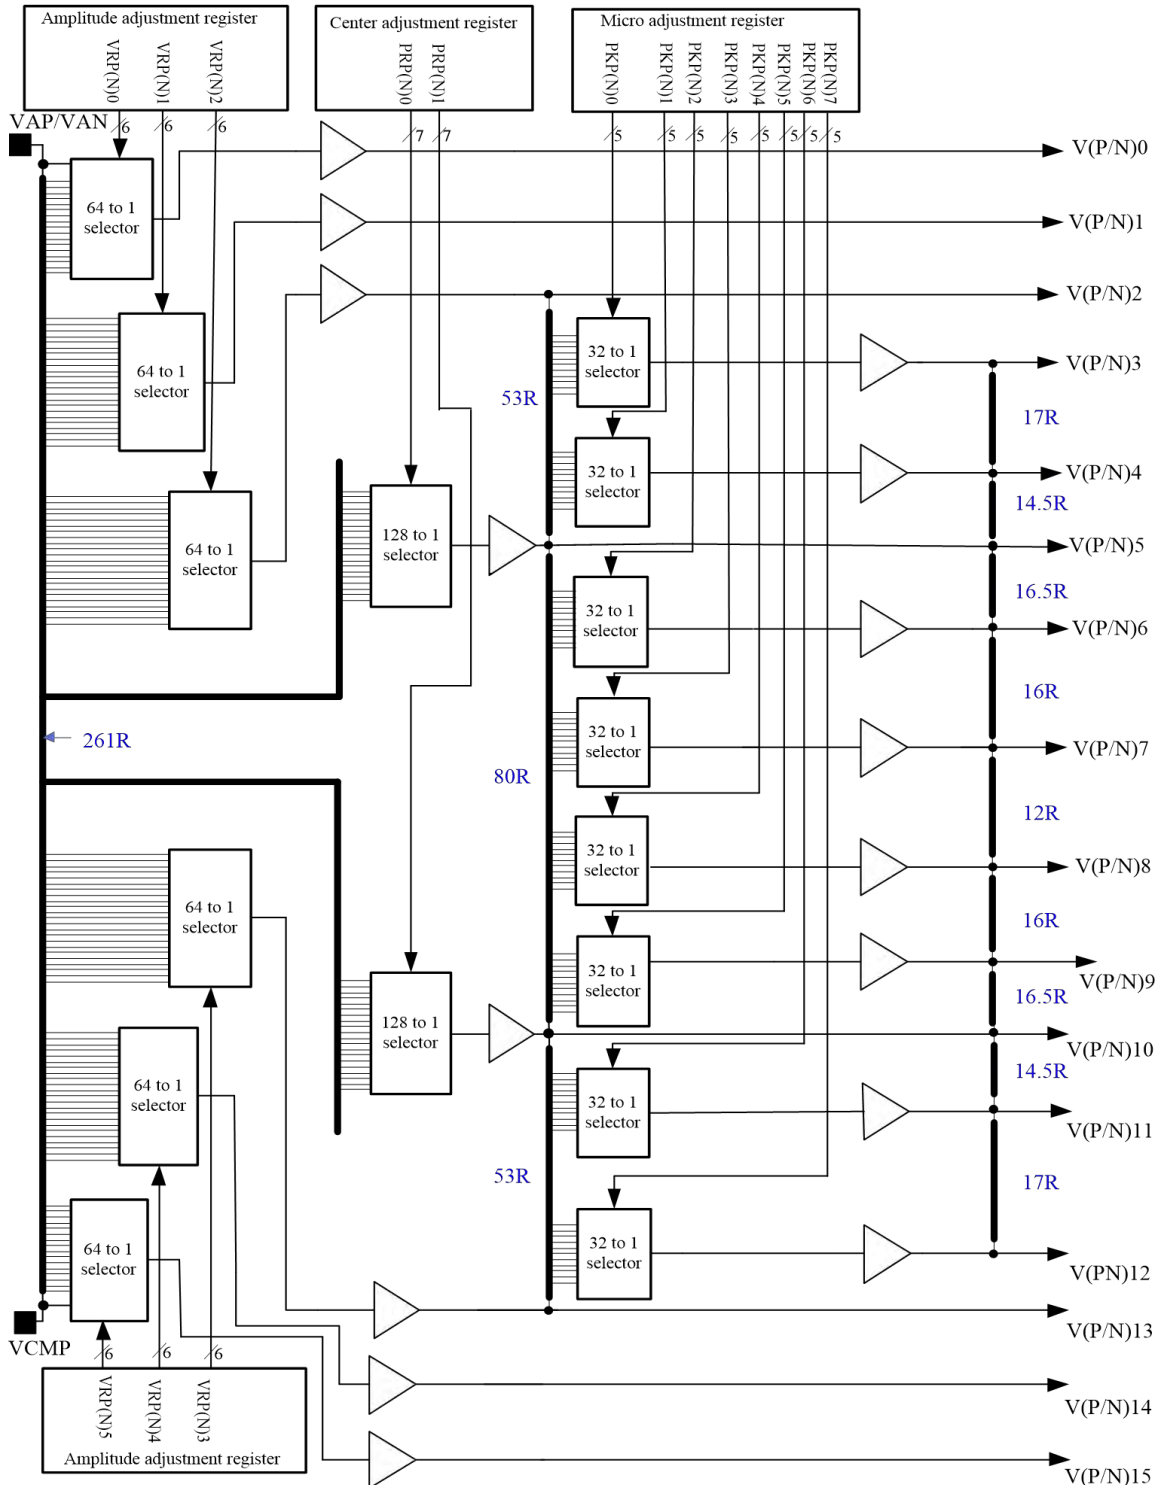 Amplitude adjustment register
VRP(N)0
VRP(N)1
VRP(N)2
Center adjustment register
PRP(N)0
PRP(N)1
Micro adjustment register
PKP(N)0
PKP(N)1
PKP(N)2
PKP(N)3
PKP(N)4
PKP(N)5
PKP(N)6
PKP(N)7
VAP/VAN
6
6
6
7
7
5
5
5
5
5
5
5
5
V(P/N)0
64 to 1
selector
V(P/N)1
V(P/N)2
64 to 1
selector
32 to 1
selector
V(P/N)3
53R
17R
32 to 1
selector
V(P/N)4
14.5R
64 to 1
selector
128 to 1
selector
V(P/N)5
16.5R
32 to 1
selector
V(P/N)6
16R
261R
32 to 1
selector
V(P/N)7
80R
12R
32 to 1
selector
V(P/N)8
64 to 1
selector
16R
32 to 1
selector
V(P/N)9
16.5R
128 to 1
selector
V(P/N)10
14.5R
64 to 1
selector
32 to 1
selector
V(P/N)11
53R
17R
64 to 1
selector
32 to 1
selector
V(PN)12
V(P/N)13
VCMP
6
6
6
VRP(N)5
VRP(N)4
VRP(N)3
Amplitude adjustment register
V(P/N)14
V(P/N)15